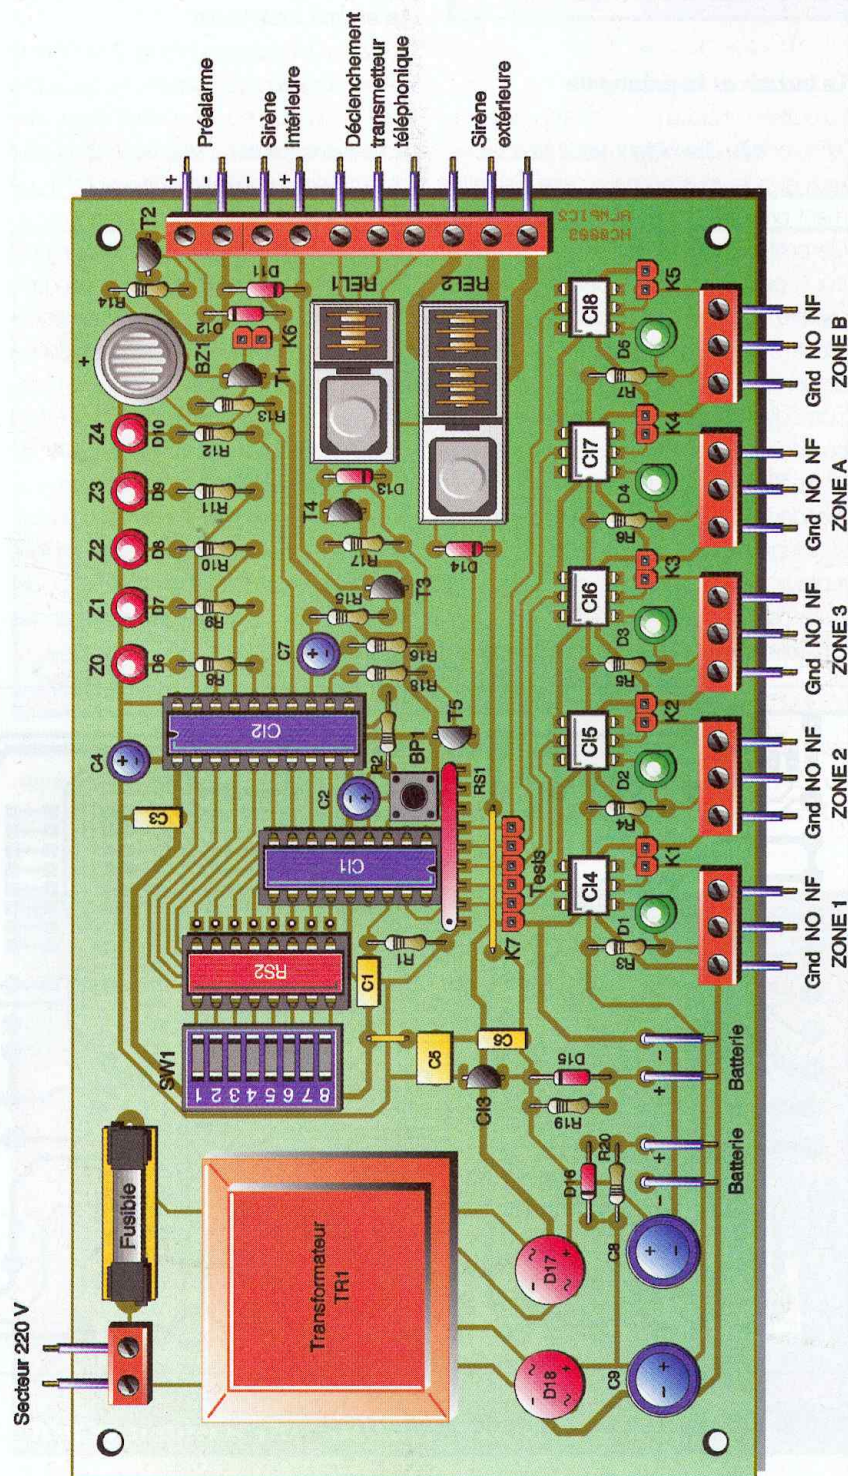 Secteur 220 V
Fusible
SW1
1 2 3 4 5 6 7 8
Transformateur
TR1
RS2
C3
C4
Z0
Z1
Z2
Z3
Z4
+
BZ1
D6
D7
D8
D9
D10
R8
R9
R10
R11
R12
R13
R14
T2
D12
D11
K6
T1
CI2
CI1
C1
R1
C2
+
-
R2
BP1
RS1
T5
C7
+
-
R15
R16
R18
T3
T4
R17
D13
D14
REL1
REL2
+
-
Préalarme
-
+
Sirène
intérieure
Déclenchement
transmetteur
téléphonique
Sirène
extérieure
C5
C6
CI3
D15
R19
D16
R20
D17
~ - + ~
D18
~ - + ~
C8
+ -
C9
+ -
K7
Tests
CI4
CI5
CI6
CI7
CI8
R3
D1
K1
R4
D2
K2
R5
D3
K3
R6
D4
K4
R7
D5
K5
- +
Batterie
+ -
Batterie
Gnd NO NF
ZONE 1
Gnd NO NF
ZONE 2
Gnd NO NF
ZONE 3
Gnd NO NF
ZONE A
Gnd NO NF
ZONE B